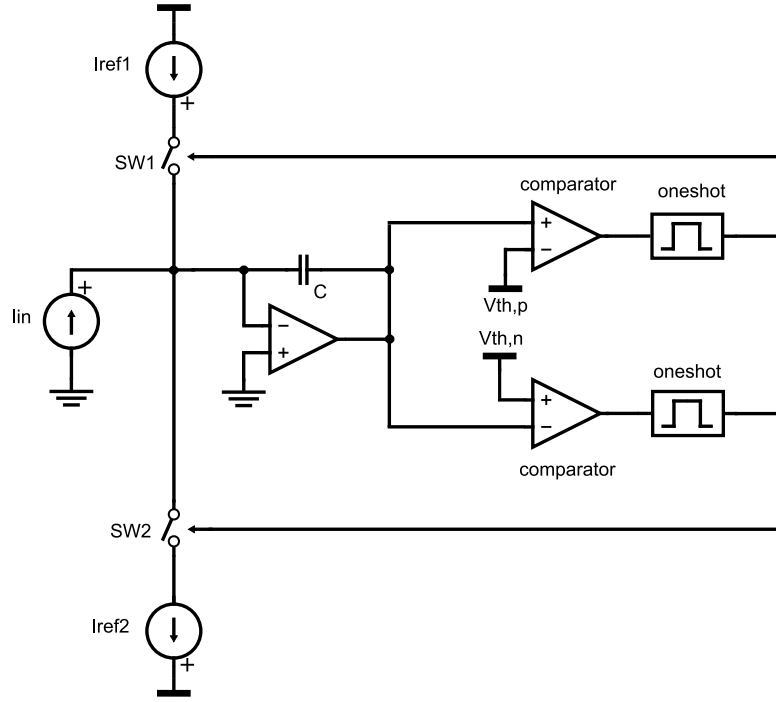 Iref1
+
SW1
comparator
oneshot
+
−
+
C
Vth,p
Iin
−
+
Vth,n
oneshot
+
−
comparator
SW2
Iref2
+